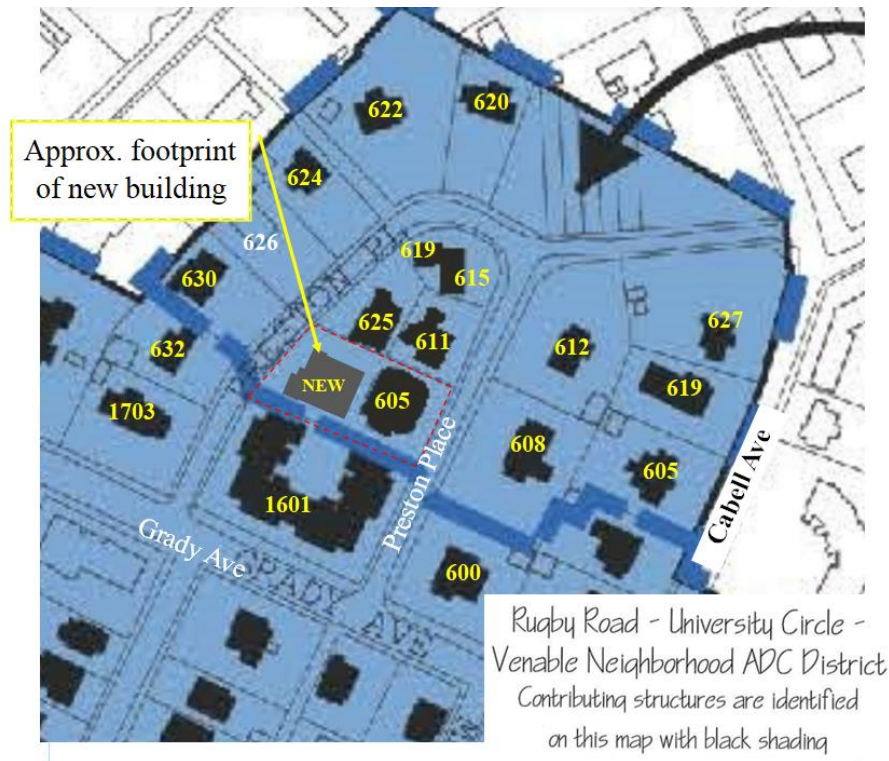 622
620
Approx. footprint
of new building
624
626
619
615
630
625
611
627
612
632
NEW
605
619
1703
608
605
1601
Preston Place
Cabell Ave
Grady Ave
GRADY
AVE
600
Rugby Road - University Circle -
Venable Neighborhood ADC District
Contributing structures are identified
on this map with black shading